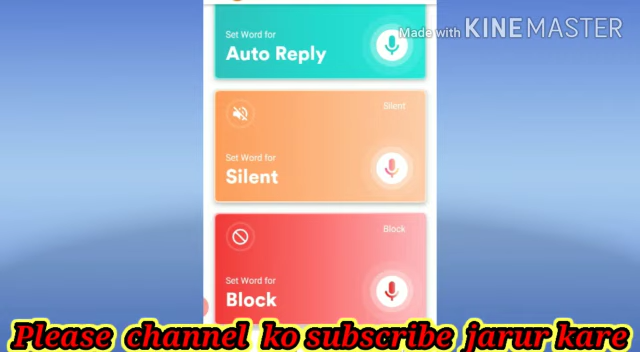 Made with KINEMASTER
Set Word for
Auto Reply
Silent
Set Word for
Silent
Block
Set Word for
Block
Please channel ko subscribe jarur kare